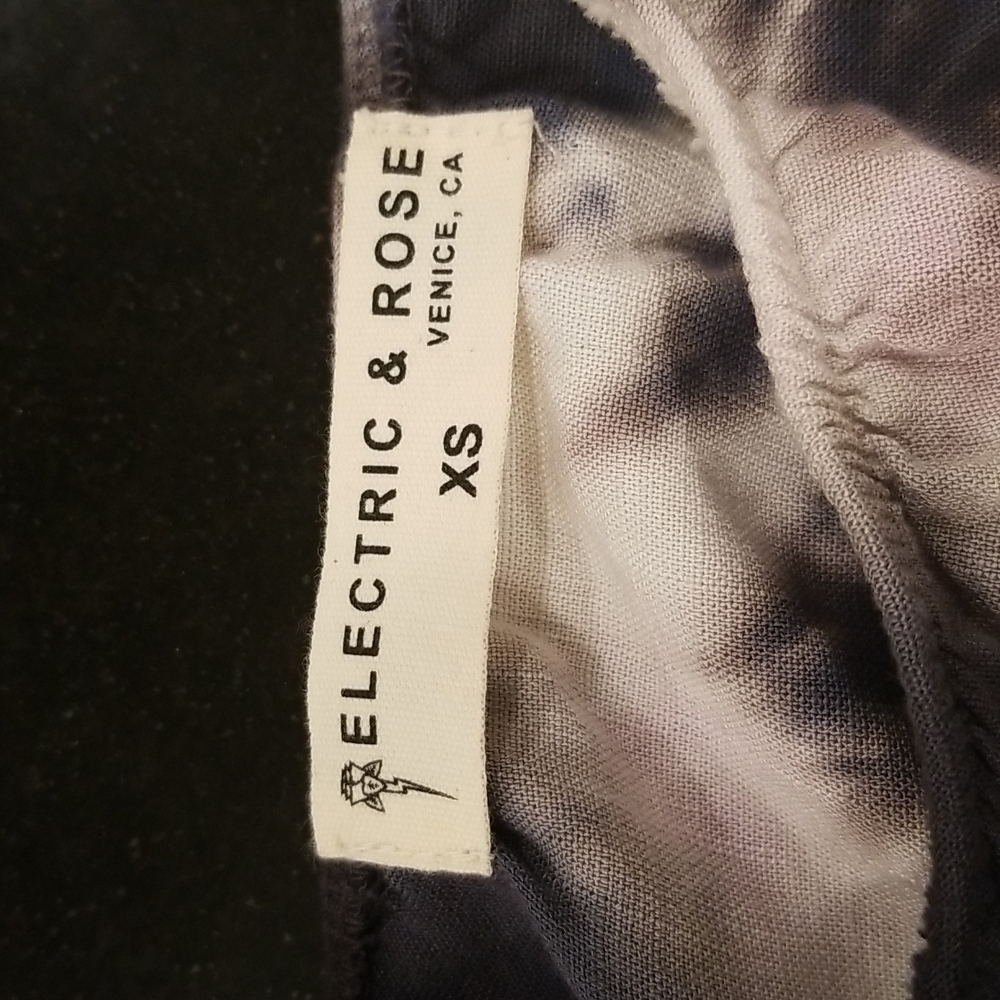 ELECTRIC & ROSE
VENICE, CA
XS